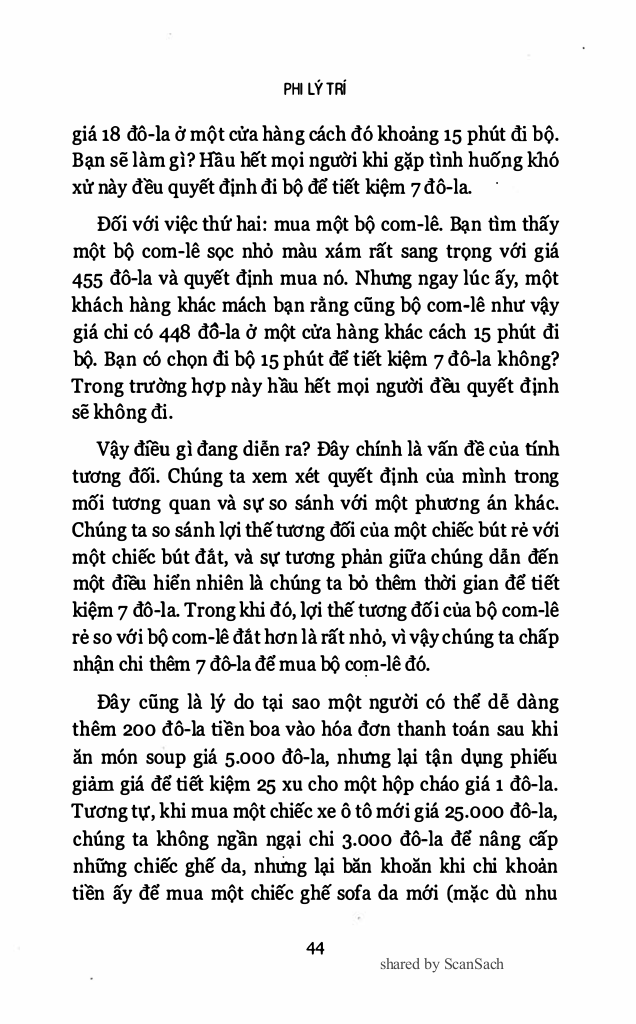 PHI LÝ TRÍ
giá 18 đô-la ở một cửa hàng cách đó khoảng 15 phút đi bộ.
Bạn sẽ làm gì? Hầu hết mọi người khi gặp tình huống khó
xử này đều quyết định đi bộ để tiết kiệm 7 đô-la.
Đối với việc thứ hai: mua một bộ com-lê. Bạn tìm thấy
một bộ com-lê sọc nhỏ màu xám rất sang trọng với giá
455 đô-la và quyết định mua nó. Nhưng ngay lúc ấy, một
khách hàng khác mách bạn rằng cũng bộ com-lê như vậy
giá chỉ có 448 đô-la ở một cửa hàng khác cách 15 phút đi
bộ. Bạn có chọn đi bộ 15 phút để tiết kiệm 7 đô-la không?
Trong trường hợp này hầu hết mọi người đều quyết định
sẽ không đi.
Vậy điều gì đang diễn ra? Đây chính là vấn đề của tính
tương đối. Chúng ta xem xét quyết định của mình trong
mối tương quan và sự so sánh với một phương án khác.
Chúng ta so sánh lợi thế tương đối của một chiếc bút rẻ với
một chiếc bút đắt, và sự tương phản giữa chúng dẫn đến
một điều hiển nhiên là chúng ta bỏ thêm thời gian để tiết
kiệm 7 đô-la. Trong khi đó, lợi thế tương đối của bộ com-lê
rẻ so với bộ com-lê đắt hơn là rất nhỏ, vì vậy chúng ta chấp
nhận chi thêm 7 đô-la để mua bộ com-lê đó.
Đây cũng là lý do tại sao một người có thể dễ dàng
thêm 200 đô-la tiền boa vào hóa đơn thanh toán sau khi
ăn món soup giá 5.000 đô-la, nhưng lại tận dụng phiếu
giảm giá để tiết kiệm 25 xu cho một hộp cháo giá 1 đô-la.
Tương tự, khi mua một chiếc xe ô tô mới giá 25.000 đô-la,
chúng ta không ngần ngại chi 3.000 đô-la để nâng cấp
những chiếc ghế da, nhưng lại băn khoăn khi chi khoản
tiền ấy để mua một chiếc ghế sofa da mới (mặc dù nhu
44
shared by ScanSach